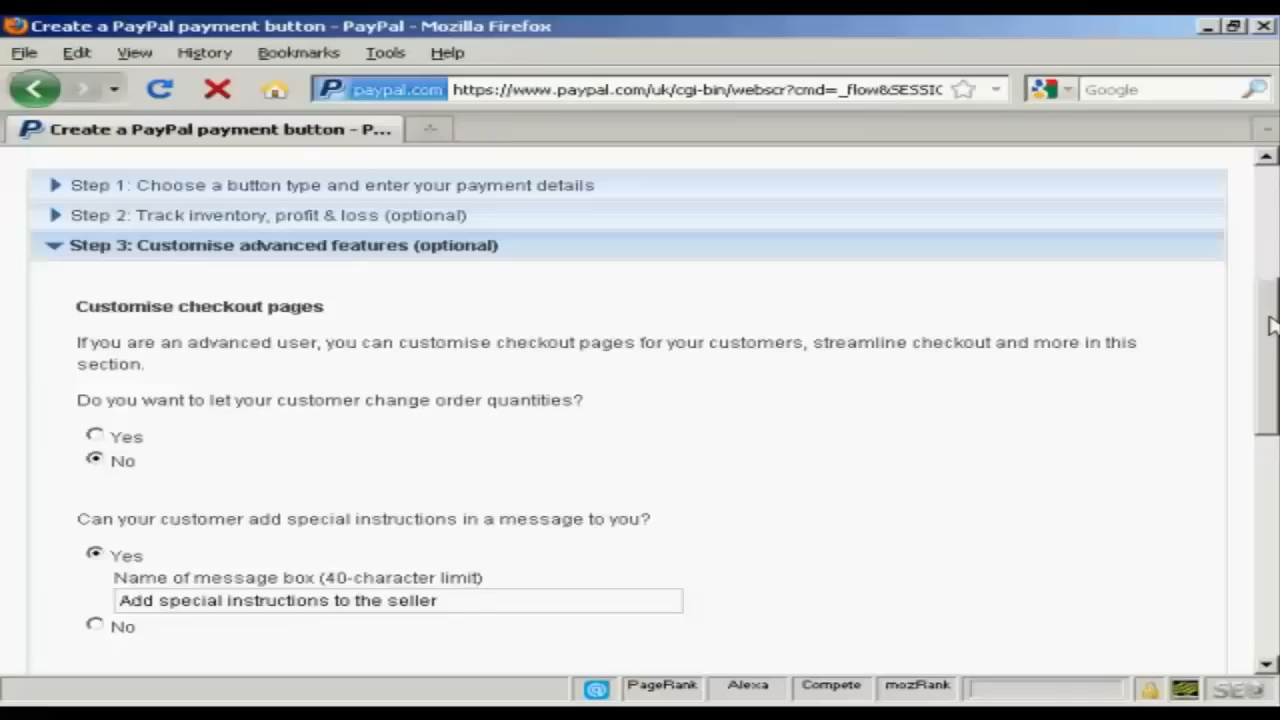 Create a PayPal payment button - PayPal - Mozilla Firefox
File Edit View History Bookmarks Tools Help
paypal.com https://www.paypal.com/uk/cgi-bin/webscr?cmd=_flow&SESSIC Google
Create a PayPal payment button - P...
Step 1: Choose a button type and enter your payment details
Step 2: Track inventory, profit & loss (optional)
Step 3: Customise advanced features (optional)
Customise checkout pages
If you are an advanced user, you can customise checkout pages for your customers, streamline checkout and more in this
section.
Do you want to let your customer change order quantities?
Yes
No
Can your customer add special instructions in a message to you?
Yes
Name of message box (40-character limit)
Add special instructions to the seller
No
PageRank Alexa Compete mozRank